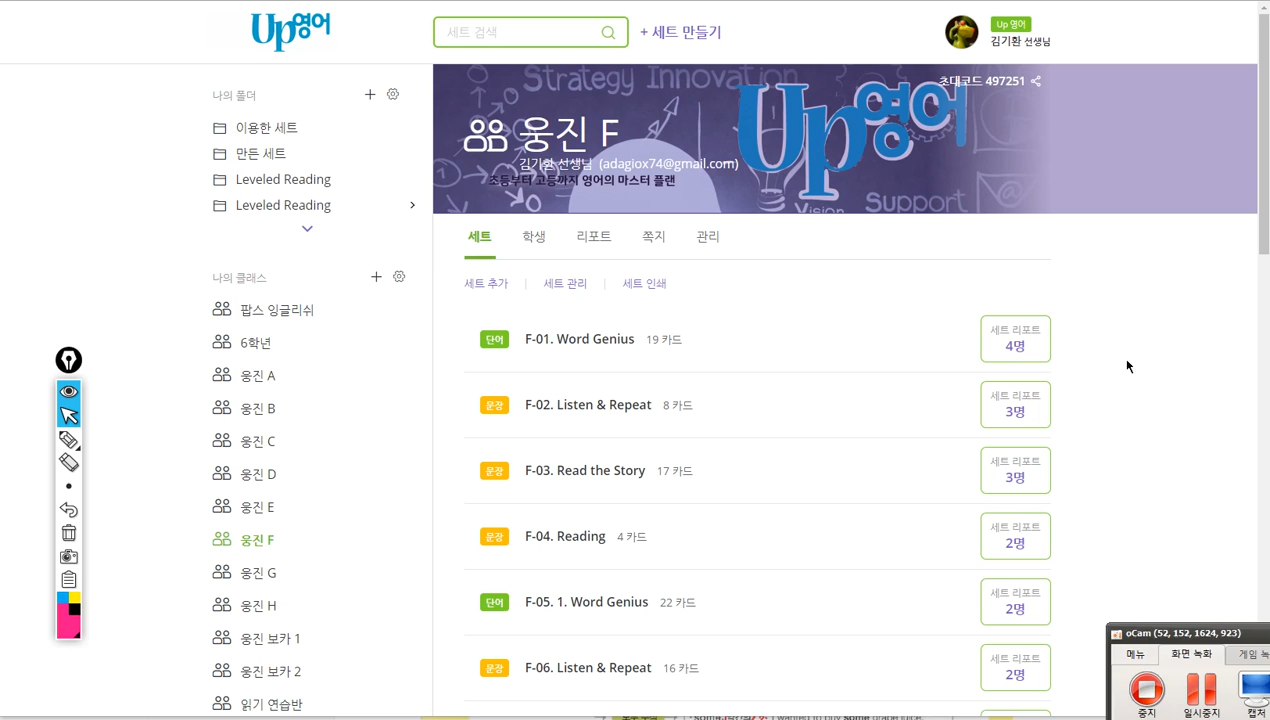 Up영어
세트 검색
+ 세트 만들기
Up 영어
김기환 선생님
나의 폴더
이용한 세트
만든 세트
Leveled Reading
Leveled Reading
나의 클래스
팝스 잉글리쉬
6학년
웅진 A
웅진 B
웅진 C
웅진 D
웅진 E
웅진 F
웅진 G
웅진 H
웅진 보카 1
웅진 보카 2
읽기 연습반
Strategy Innovation
초대코드 497251
Up영어
웅진 F
김기환 선생님 (adagiox74@gmail.com)
초등부터 고등까지 영어의 마스터 플랜
Vision
Support
세트 학생 리포트 쪽지 관리
세트 추가 | 세트 관리 | 세트 인쇄
단어 F-01. Word Genius 19 카드
세트 리포트
4명
문장 F-02. Listen & Repeat 8 카드
세트 리포트
3명
문장 F-03. Read the Story 17 카드
세트 리포트
3명
문장 F-04. Reading 4 카드
세트 리포트
2명
단어 F-05. 1. Word Genius 22 카드
세트 리포트
2명
문장 F-06. Listen & Repeat 16 카드
세트 리포트
2명
oCam (52, 152, 1624, 923)
메뉴 화면 녹화 게임 녹
중지 일시중지 캡처